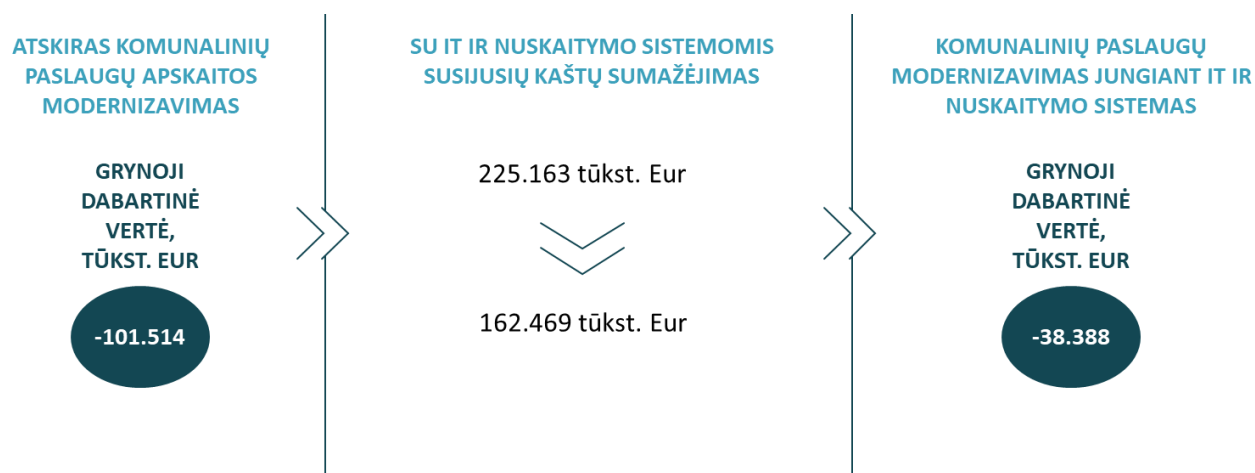 ATSKIRAS KOMUNALINIŲ
PASLAUGŲ APSKAITOS
MODERNIZAVIMAS
GRYNOJI
DABARTINĖ
VERTĖ,
TŪKST. EUR
-101.514
SU IT IR NUSKAITYMO SISTEMOMIS
SUSIJUSIŲ KAŠTŲ SUMAŽĖJIMAS
225.163 tūkst. Eur
162.469 tūkst. Eur
KOMUNALINIŲ PASLAUGŲ
MODERNIZAVIMAS JUNGIANT IT IR
NUSKAITYMO SISTEMAS
GRYNOJI
DABARTINĖ
VERTĖ,
TŪKST. EUR
-38.388